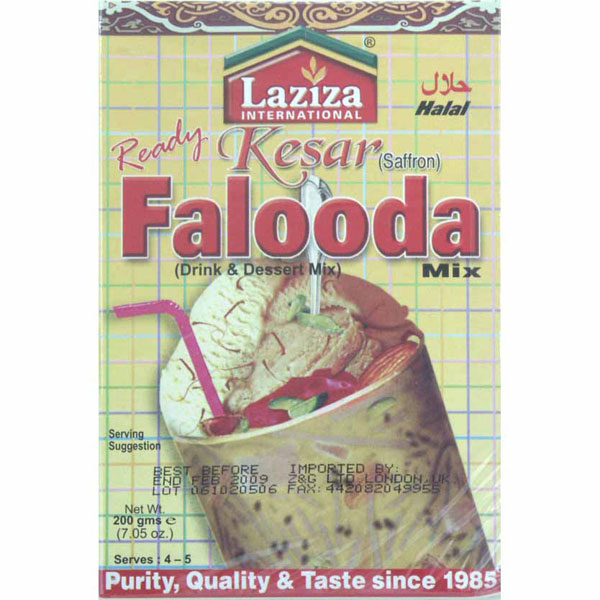 Laziza
®
INTERNATIONAL
حلال
Halal
Ready Kesar (Saffron)
Falooda
(Drink & Dessert Mix) Mix
Serving
Suggestion
BEST BEFORE IMPORTED BY:
END FEB 2009 Z&G LTD LONDON,UK.
LOT 061020506 FAX: 442082049955
Net Wt.
200 gms e
(7.05 oz.)
Serves : 4 – 5
Purity, Quality & Taste since 1985